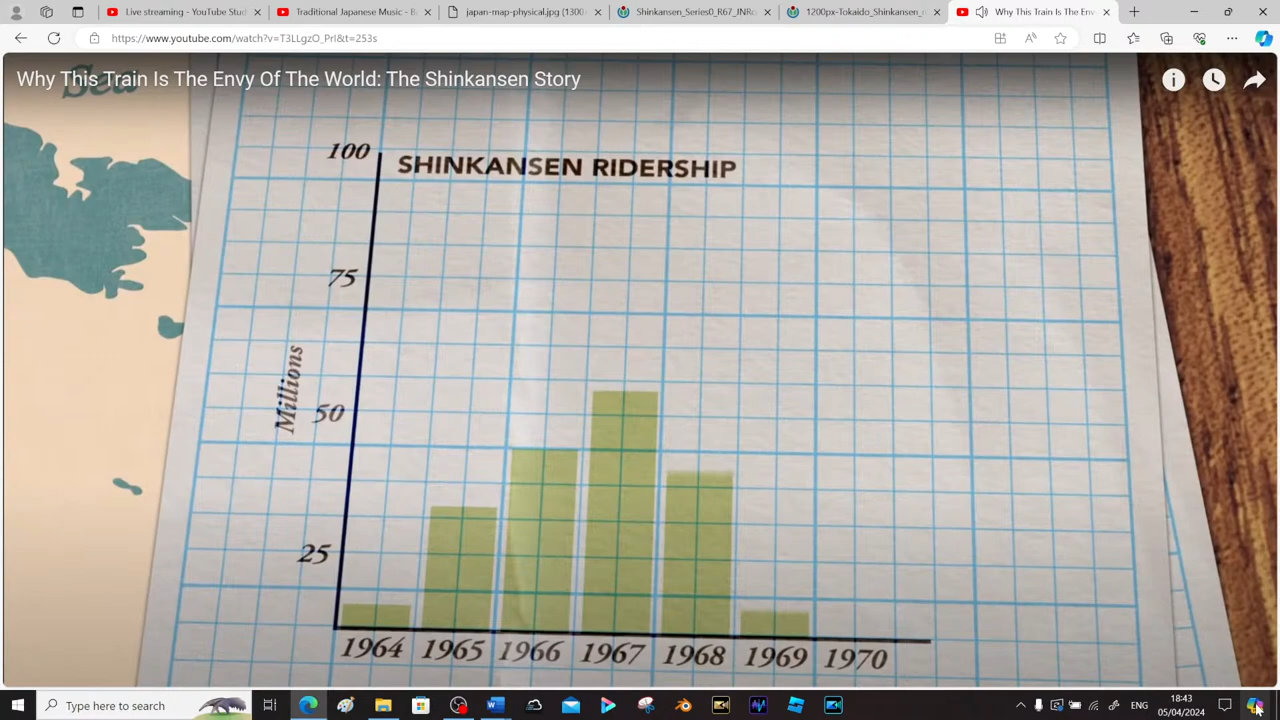 Live streaming - YouTube Stud
Traditional Japanese Music - B
japan-map-physical.jpg (1300
Shinkansen_Series0_R67_JNR
1200px-Tokaido_Shinkansen_
Why This Train Is The Env
https://www.youtube.com/watch?v=T3LLgzO_PrI&t=253s
Why This Train Is The Envy Of The World: The Shinkansen Story
Sea
100
SHINKANSEN RIDERSHIP
75
Millions
50
25
1964 1965 1966 1967 1968 1969 1970
Type here to search
ENG
18:43
05/04/2024